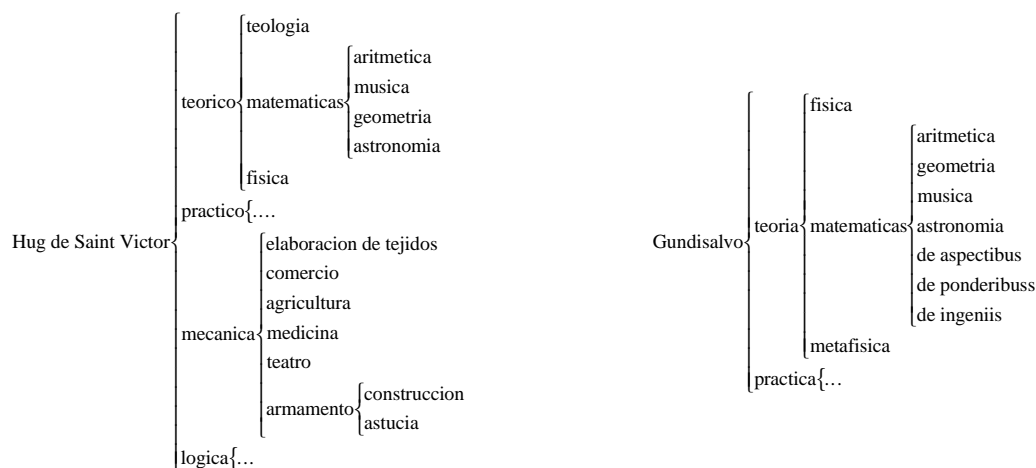 Hug de Saint Victor
teorico
teologia
matematicas
aritmetica
musica
geometria
astronomia
fisica
practico{....
mecanica
elaboracion de tejidos
comercio
agricultura
medicina
teatro
armamento
construccion
astucia
logica{...
Gundisalvo
teoria
fisica
matematicas
aritmetica
geometria
musica
astronomia
de aspectibus
de ponderibuss
de ingeniis
metafisica
practica{...